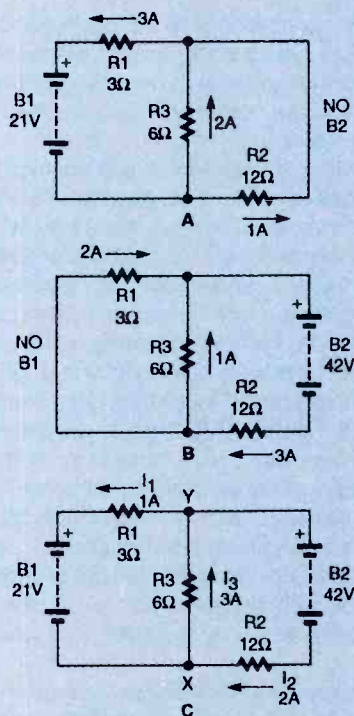 3A
+
R1
3Ω
B1
21V
R3
6Ω
2A
NO
B2
R2
12Ω
A
1A
2A
R1
3Ω
+
NO
B1
R3
6Ω
1A
B2
42V
R2
12Ω
B
3A
I₁
1A
Y
+
R1
3Ω
+
B1
21V
R3
6Ω
I₃
3A
B2
42V
R2
12Ω
X
I₂
2A
C